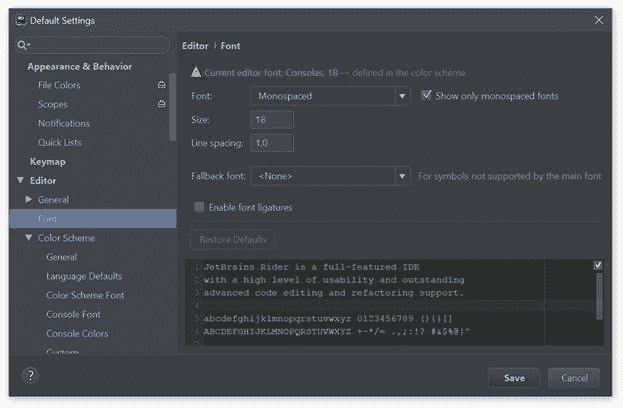 Default Settings
Appearance & Behavior
File Colors
Scopes
Notifications
Quick Lists
Keymap
Editor
General
Font
Color Scheme
General
Language Defaults
Color Scheme Font
Console Font
Console Colors
Custom
Editor › Font
Current editor font: Consolas, 18 — defined in the color scheme
Font: Monospaced Show only monospaced fonts
Size: 18
Line spacing: 1.0
Fallback font: <None> For symbols not supported by the main font
Enable font ligatures
Restore Defaults
1 JetBrains Rider is a full-featured IDE
2 with a high level of usability and outstanding
3 advanced code editing and refactoring support.
4
5 abcdefghijklmnopqrstuvwxyz 0123456789 (){}[]
6 ABCDEFGHIJKLMNOPQRSTUVWXYZ +-*/= .,;:!? #&$%@|^
? Save Cancel